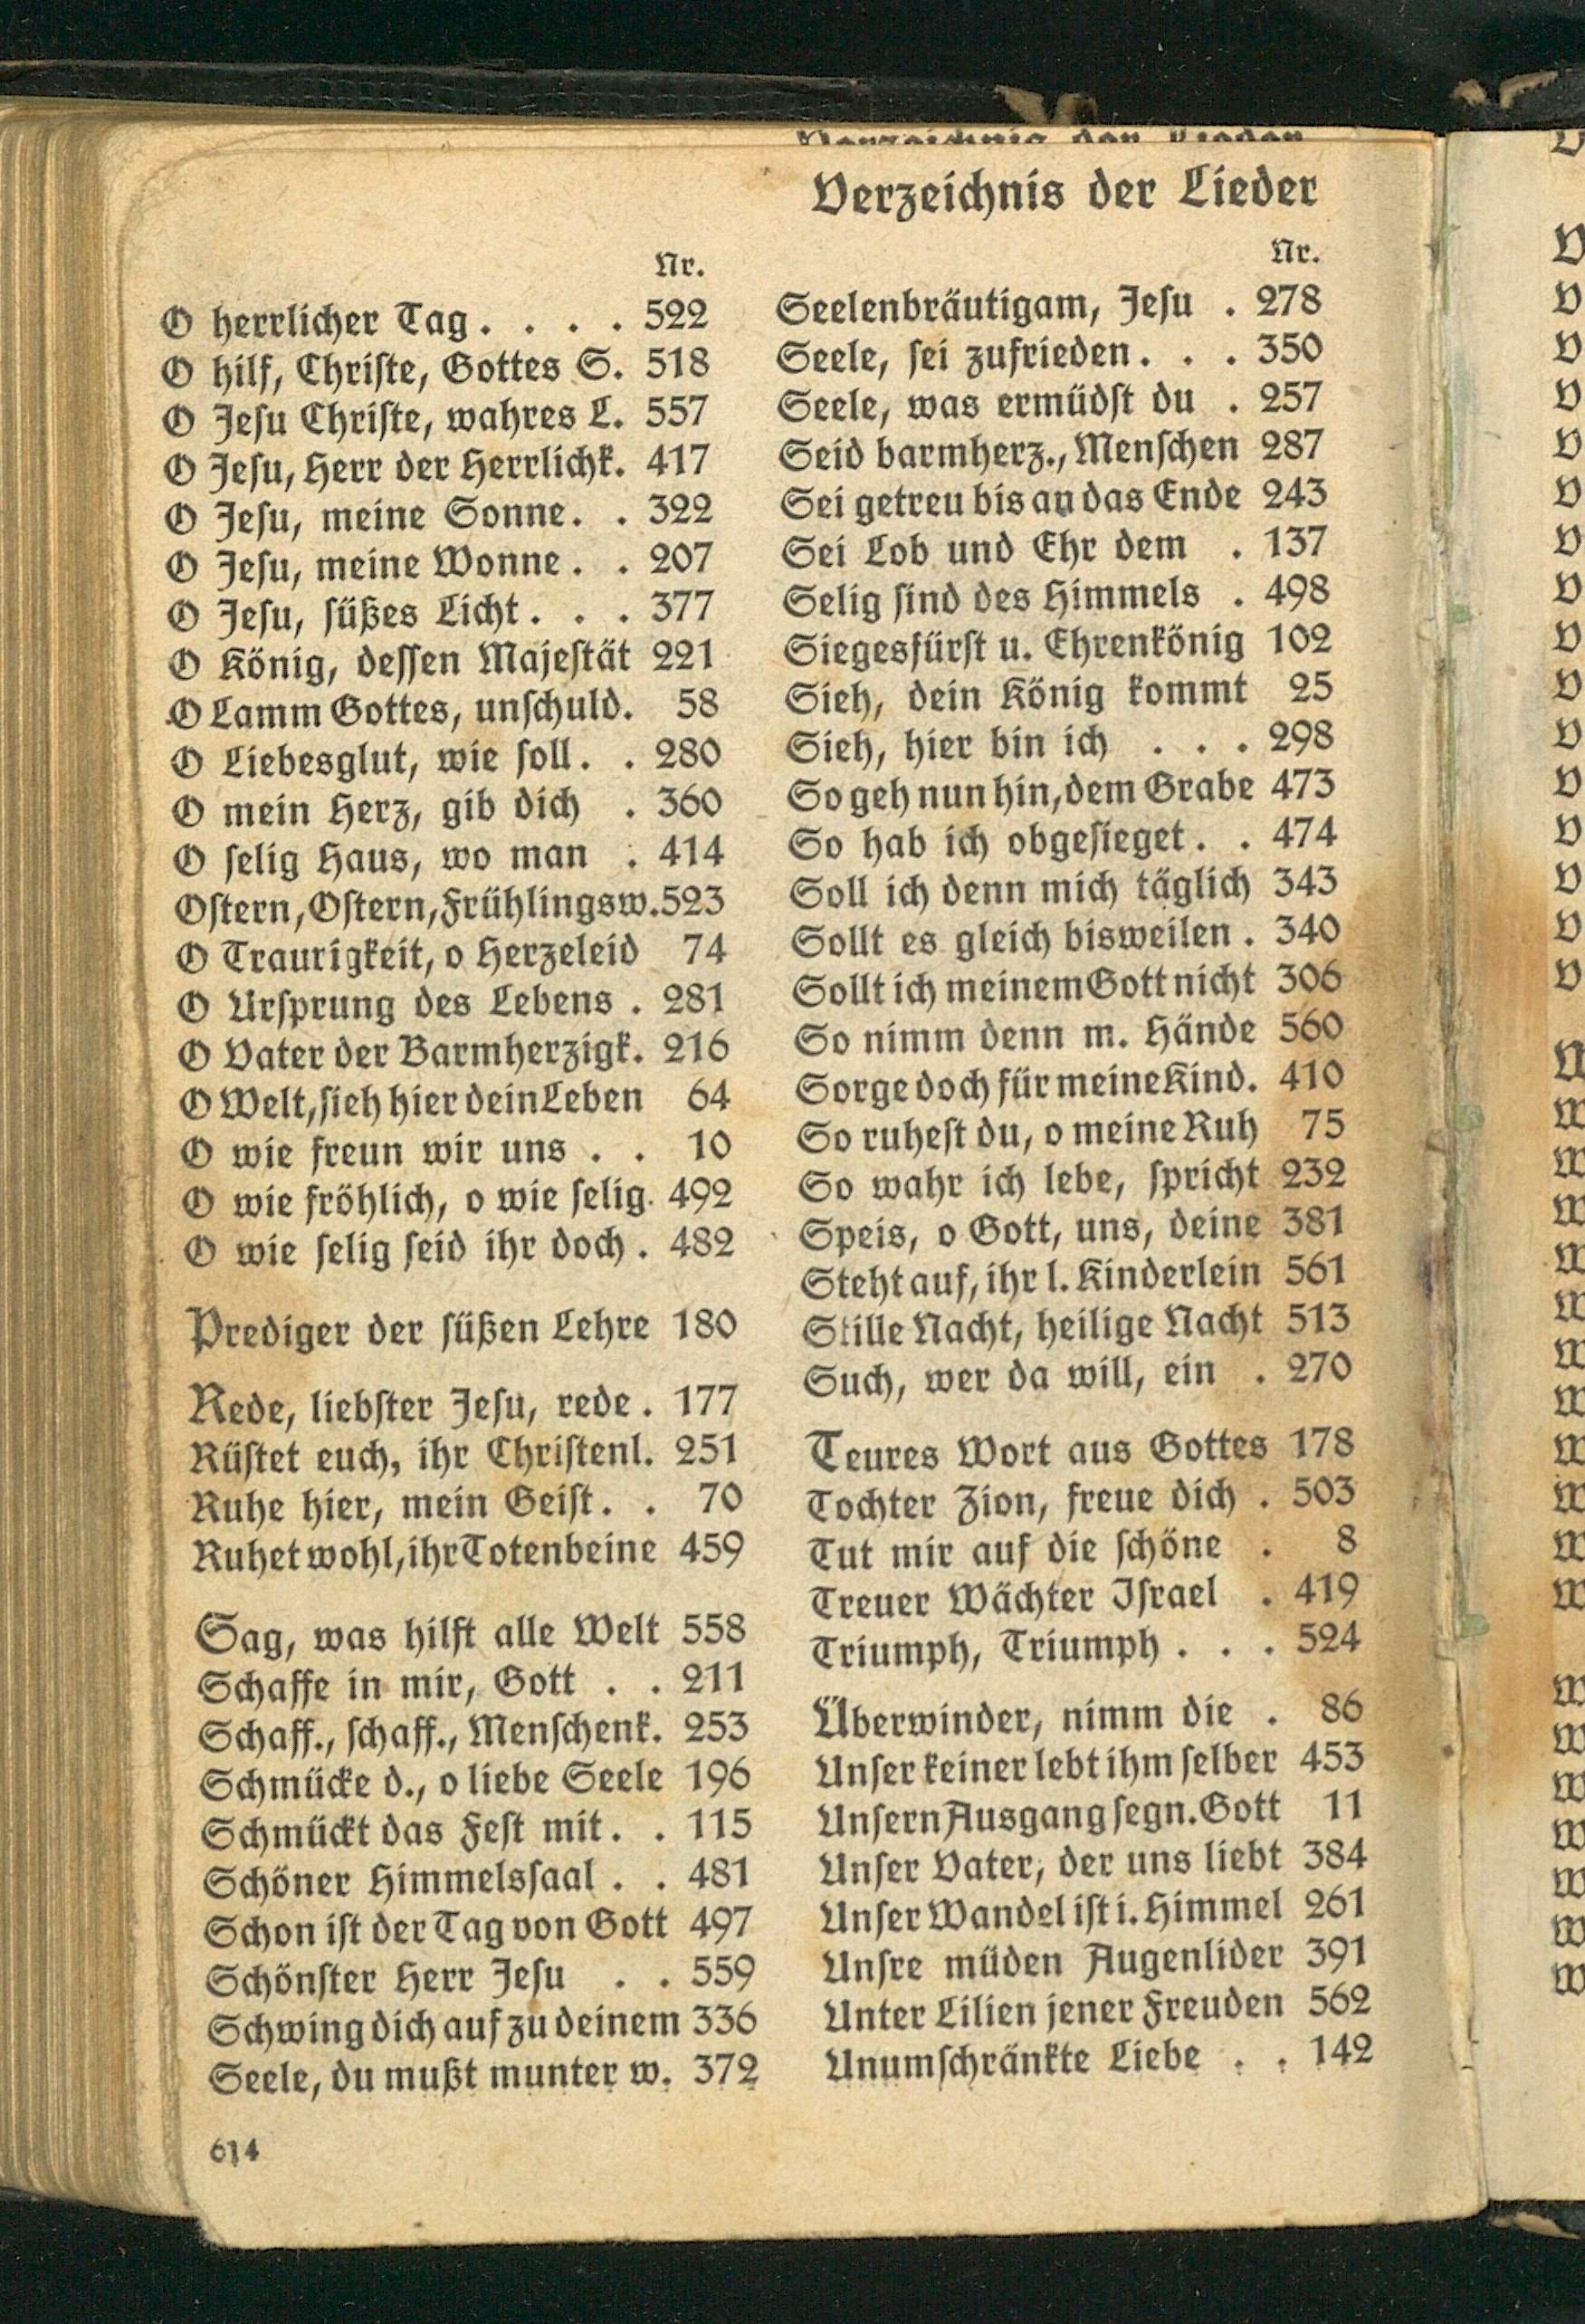 Verzeichnis der Lieder
Nr.
O herrlicher Tag . . . . 522
O hilf, Christe, Gottes S. 518
O Jesu Christe, wahres L. 557
O Jesu, Herr der Herrlichk. 417
O Jesu, meine Sonne . . 322
O Jesu, meine Wonne . . 207
O Jesu, süßes Licht . . . 377
O König, dessen Majestät 221
O Lamm Gottes, unschuld. 58
O Liebesglut, wie soll . . 280
O mein Herz, gib dich . 360
O selig Haus, wo man . 414
Ostern, Ostern, Frühlingsw. 523
O Traurigkeit, o Herzeleid 74
O Ursprung des Lebens . 281
O Vater der Barmherzigk. 216
O Welt, sieh hier dein Leben 64
O wie freun wir uns . . 10
O wie fröhlich, o wie selig. 492
O wie selig seid ihr doch . 482
Prediger der süßen Lehre 180
Rede, liebster Jesu, rede . 177
Rüstet euch, ihr Christenl. 251
Ruhe hier, mein Geist . . 70
Ruhet wohl, ihr Totenbeine 459
Sag, was hilft alle Welt 558
Schaffe in mir, Gott . . 211
Schaff., schaff., Menschenk. 253
Schmücke d., o liebe Seele 196
Schmückt das Fest mit . . 115
Schöner Himmelssaal . . 481
Schon ist der Tag von Gott 497
Schönster Herr Jesu . . 559
Schwing dich auf zu deinem 336
Seele, du mußt munter w. 372
Nr.
Seelenbräutigam, Jesu . 278
Seele, sei zufrieden . . . 350
Seele, was ermüdst du . 257
Seid barmherz., Menschen 287
Sei getreu bis an das Ende 243
Sei Lob und Ehr dem . 137
Selig sind des Himmels . 498
Siegesfürst u. Ehrenkönig 102
Sieh, dein König kommt 25
Sieh, hier bin ich . . . 298
So geh nun hin, dem Grabe 473
So hab ich obgesieget . . 474
Soll ich denn mich täglich 343
Sollt es gleich bisweilen . 340
Sollt ich meinem Gott nicht 306
So nimm denn m. Hände 560
Sorge doch für meine Kind. 410
So ruhest du, o meine Ruh 75
So wahr ich lebe, spricht 232
Speis, o Gott, uns, deine 381
Steht auf, ihr l. Kinderlein 561
Stille Nacht, heilige Nacht 513
Such, wer da will, ein . 270
Teures Wort aus Gottes 178
Tochter Zion, freue dich . 503
Tut mir auf die schöne . 8
Treuer Wächter Israel . 419
Triumph, Triumph . . . 524
Überwinder, nimm die . 86
Unser keiner lebt ihm selber 453
Unsern Ausgang segn. Gott 11
Unser Vater, der uns liebt 384
Unser Wandel ist i. Himmel 261
Unsre müden Augenlider 391
Unter Lilien jener Freuden 562
Unumschränkte Liebe . . 142
614